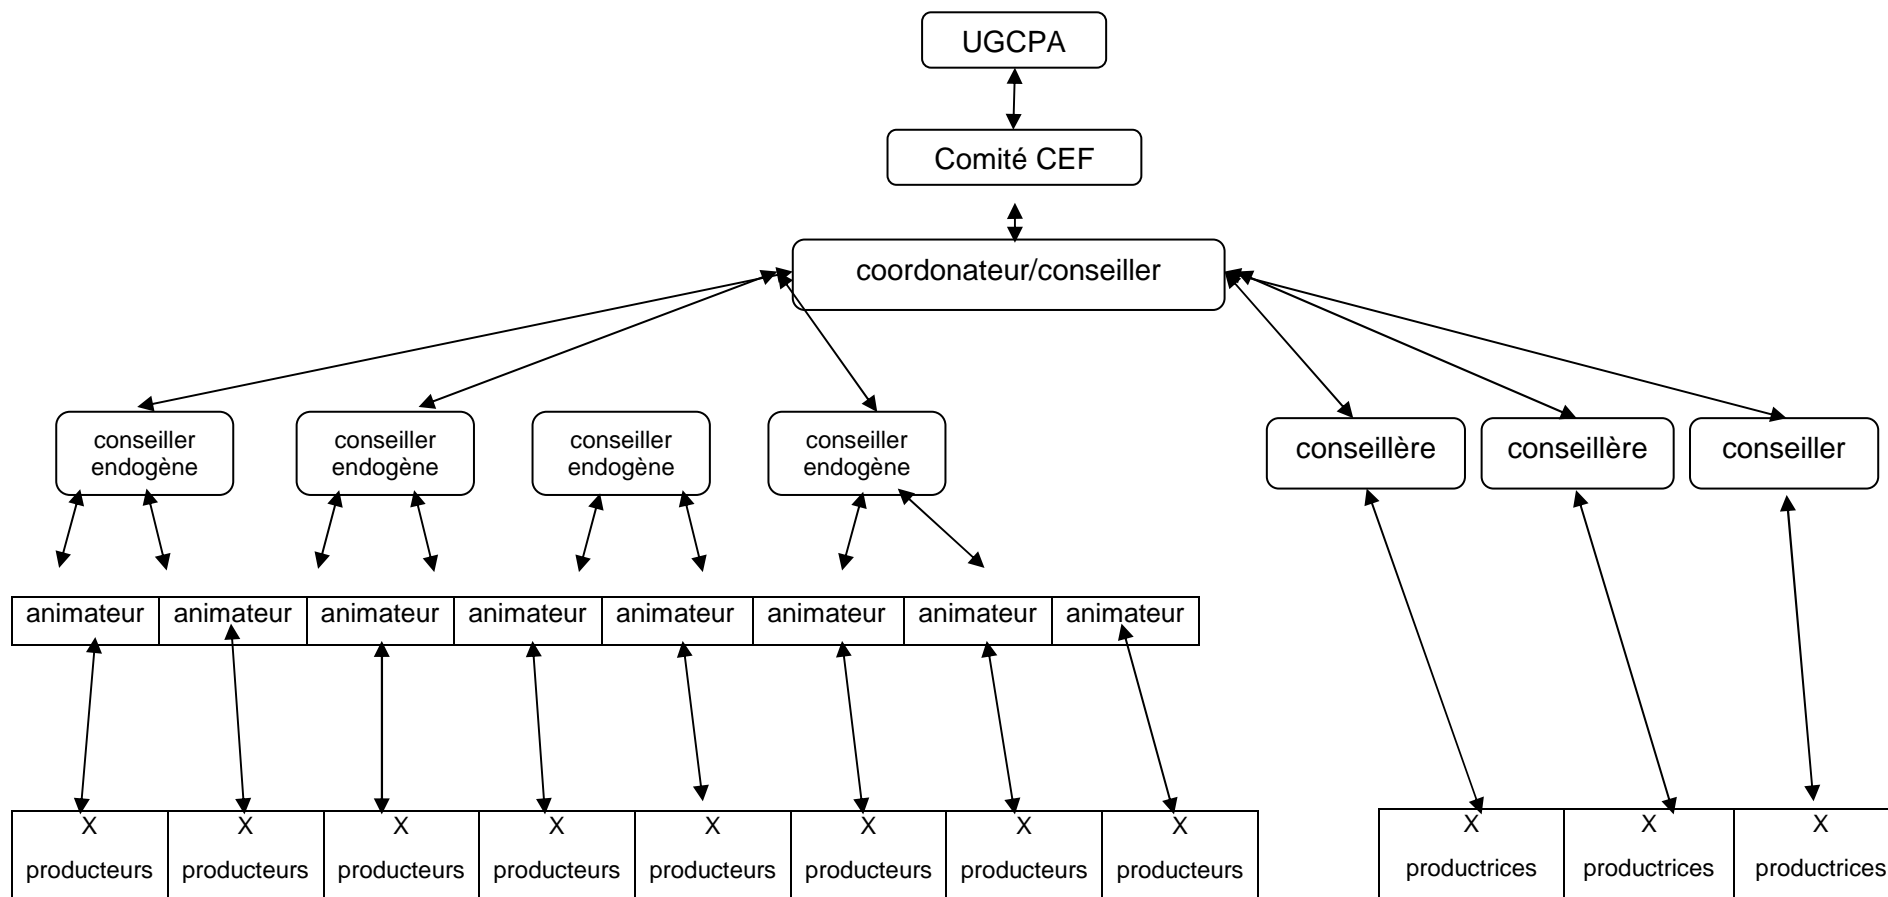 UGCPA
Comité CEF
coordonateur/conseiller
conseiller
endogène
conseiller
endogène
conseiller
endogène
conseiller
endogène
conseillère
conseillère
conseiller
animateur
animateur
animateur
animateur
animateur
animateur
animateur
animateur
X
producteurs
X
producteurs
X
producteurs
X
producteurs
X
producteurs
X
producteurs
X
producteurs
X
producteurs
X
productrices
X
productrices
X
productrices